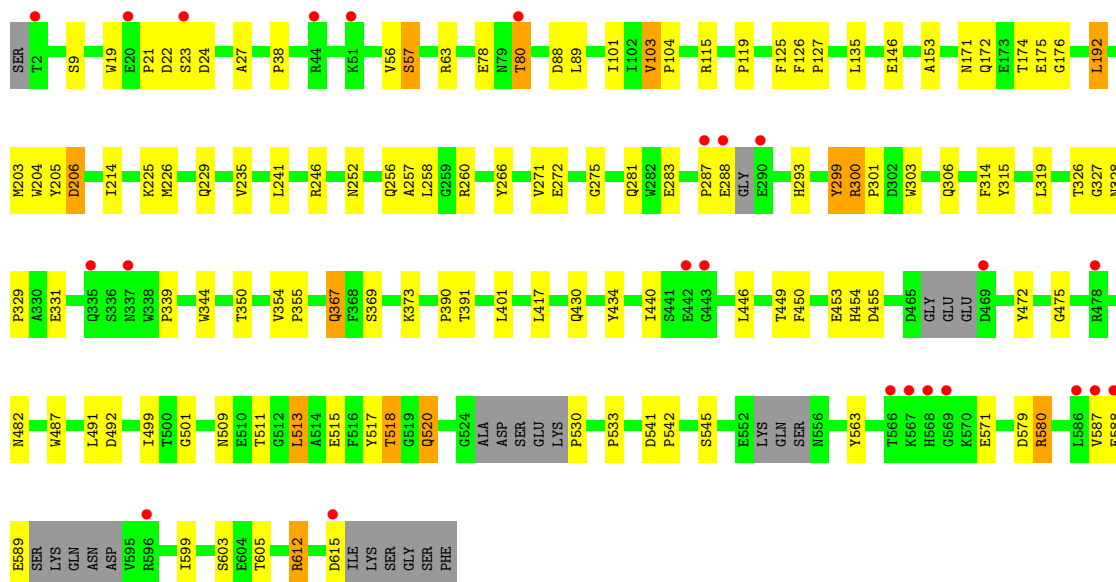 SER T2 S9 W19 E20 P21 D22 S23 D24 A27 P38 R44 K51 V56 S57 R63 E78 N79 T80 D88 L89 I101 I102 V103 P104 R115 P119 F125 F126 P127 L135 E146 A153 N171 Q172 E173 T174 E175 G176 L192
M203 W204 Y205 D206 I214 K225 M226 Q229 V235 L241 R246 N252 Q256 A257 L258 G259 R260 Y266 V271 E272 G275 Q281 W282 E283 P287 E288 GLY E290 H293 Y299 R300 P301 D302 W303 Q306 F314 Y315 L319 T326 G327 N328
P329 A330 E331 Q335 S336 N337 W338 P339 W344 T350 V354 P355 Q367 F368 S369 K373 P390 T391 L401 L417 Q430 Y434 I440 S441 E442 G443 L446 T449 F450 E453 H454 D455 D465 GLY GLU GLU D469 Y472 G475 R478
N482 W487 L491 D492 I499 T500 G501 N509 E510 T511 G512 L513 A514 E515 F516 Y517 T518 G519 Q520 G524 ALA ASP SER GLU LYS P530 P533 D541 P542 S545 E552 LYS GLN SER N556 Y563 T566 K567 H568 G569 K570 E571 D579 R580 L586 V587
E589 SER LYS GLN ASN ASP V595 R596 I599 S603 E604 T605 R612 D615 ILE LYS SER GLY SER PHE